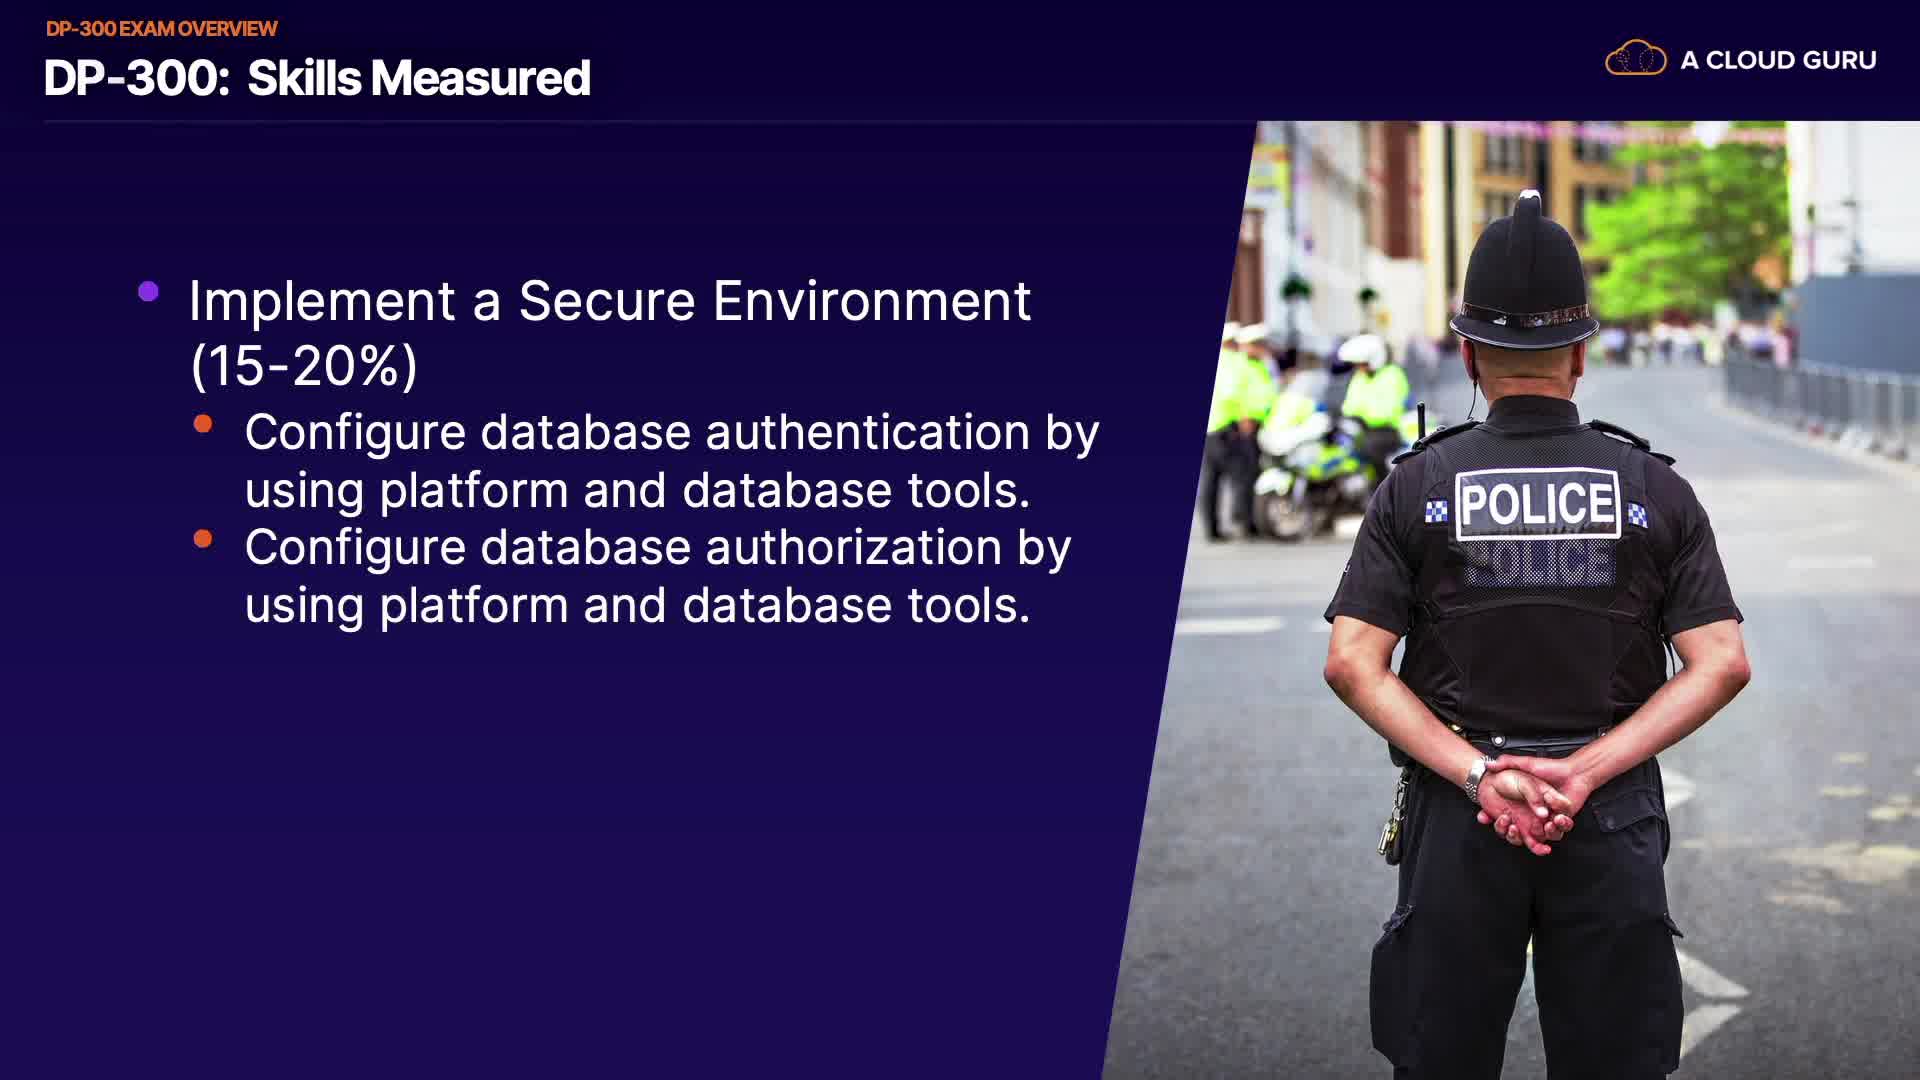 DP-300 EXAM OVERVIEW
DP-300: Skills Measured
A CLOUD GURU
Implement a Secure Environment
(15-20%)
Configure database authentication by
using platform and database tools.
Configure database authorization by
using platform and database tools.
POLICE
POLICE